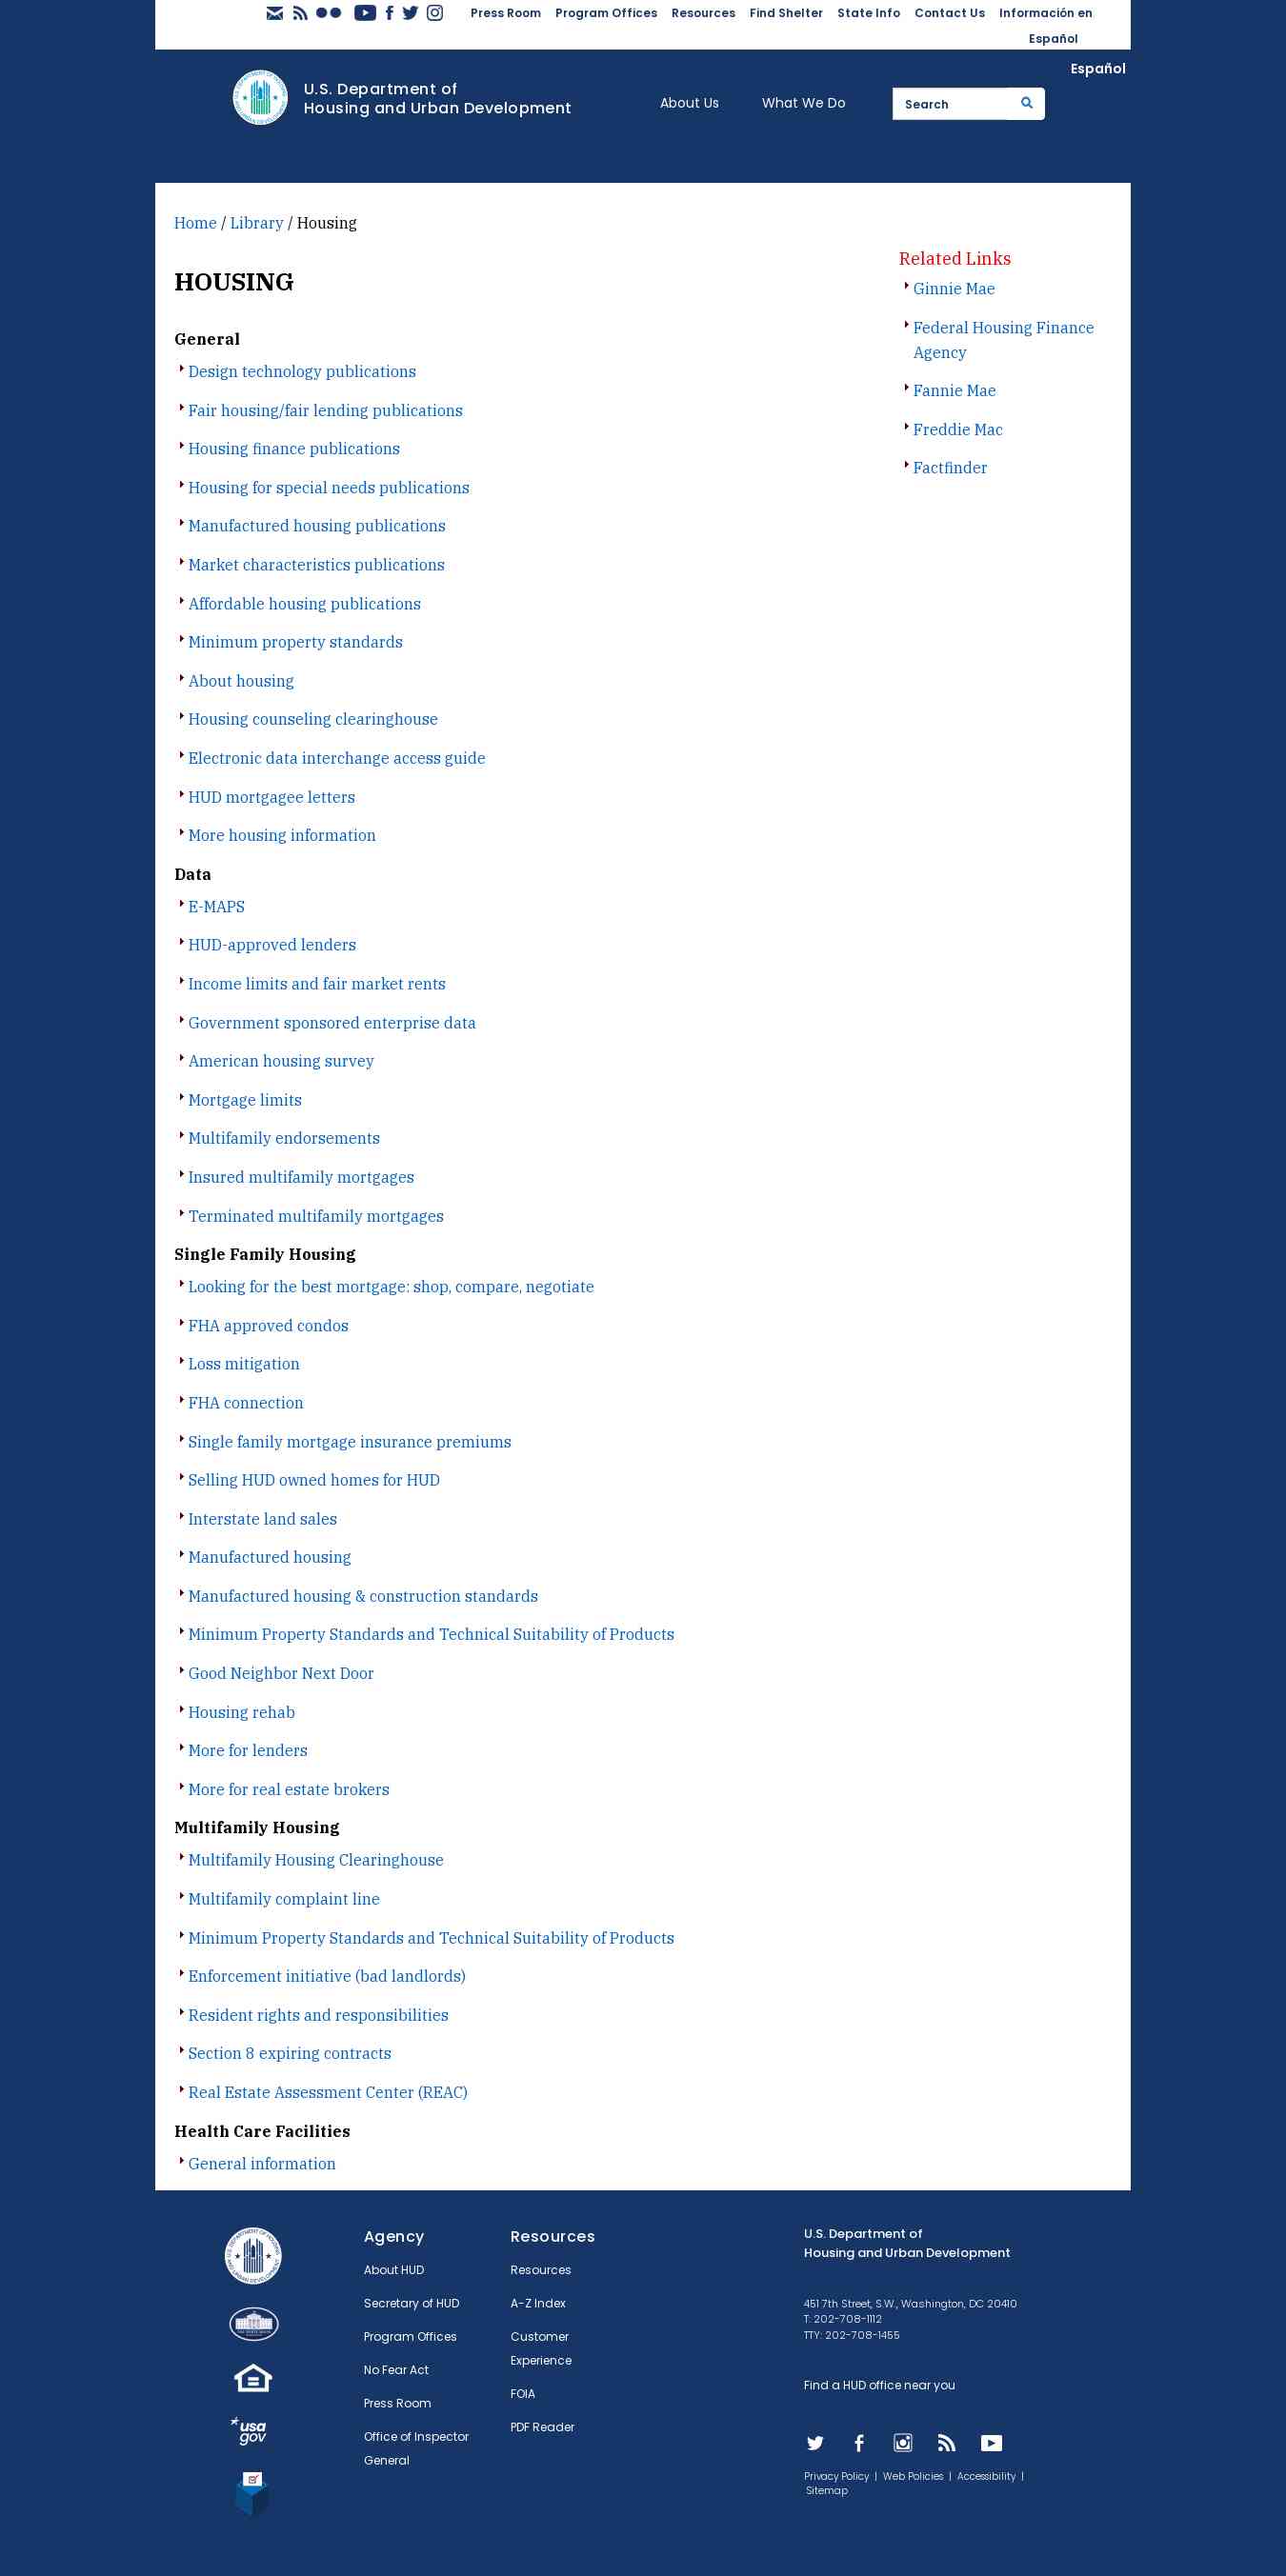 Press Room Program Offices Resources Find Shelter State Info Contact Us Información en
Español
Español
U.S. Department of
Housing and Urban Development
About Us What We Do
Search
Home / Library / Housing
HOUSING
General
Design technology publications
Fair housing/fair lending publications
Housing finance publications
Housing for special needs publications
Manufactured housing publications
Market characteristics publications
Affordable housing publications
Minimum property standards
About housing
Housing counseling clearinghouse
Electronic data interchange access guide
HUD mortgagee letters
More housing information
Data
E-MAPS
HUD-approved lenders
Income limits and fair market rents
Government sponsored enterprise data
American housing survey
Mortgage limits
Multifamily endorsements
Insured multifamily mortgages
Terminated multifamily mortgages
Single Family Housing
Looking for the best mortgage: shop, compare, negotiate
FHA approved condos
Loss mitigation
FHA connection
Single family mortgage insurance premiums
Selling HUD owned homes for HUD
Interstate land sales
Manufactured housing
Manufactured housing & construction standards
Minimum Property Standards and Technical Suitability of Products
Good Neighbor Next Door
Housing rehab
More for lenders
More for real estate brokers
Multifamily Housing
Multifamily Housing Clearinghouse
Multifamily complaint line
Minimum Property Standards and Technical Suitability of Products
Enforcement initiative (bad landlords)
Resident rights and responsibilities
Section 8 expiring contracts
Real Estate Assessment Center (REAC)
Health Care Facilities
General information
Related Links
Ginnie Mae
Federal Housing Finance
Agency
Fannie Mae
Freddie Mac
Factfinder
usa
gov
Agency
About HUD
Secretary of HUD
Program Offices
No Fear Act
Press Room
Office of Inspector
General
Resources
Resources
A-Z Index
Customer
Experience
FOIA
PDF Reader
U.S. Department of
Housing and Urban Development
451 7th Street, S.W., Washington, DC 20410
T: 202-708-1112
TTY: 202-708-1455
Find a HUD office near you
Privacy Policy | Web Policies | Accessibility |
Sitemap